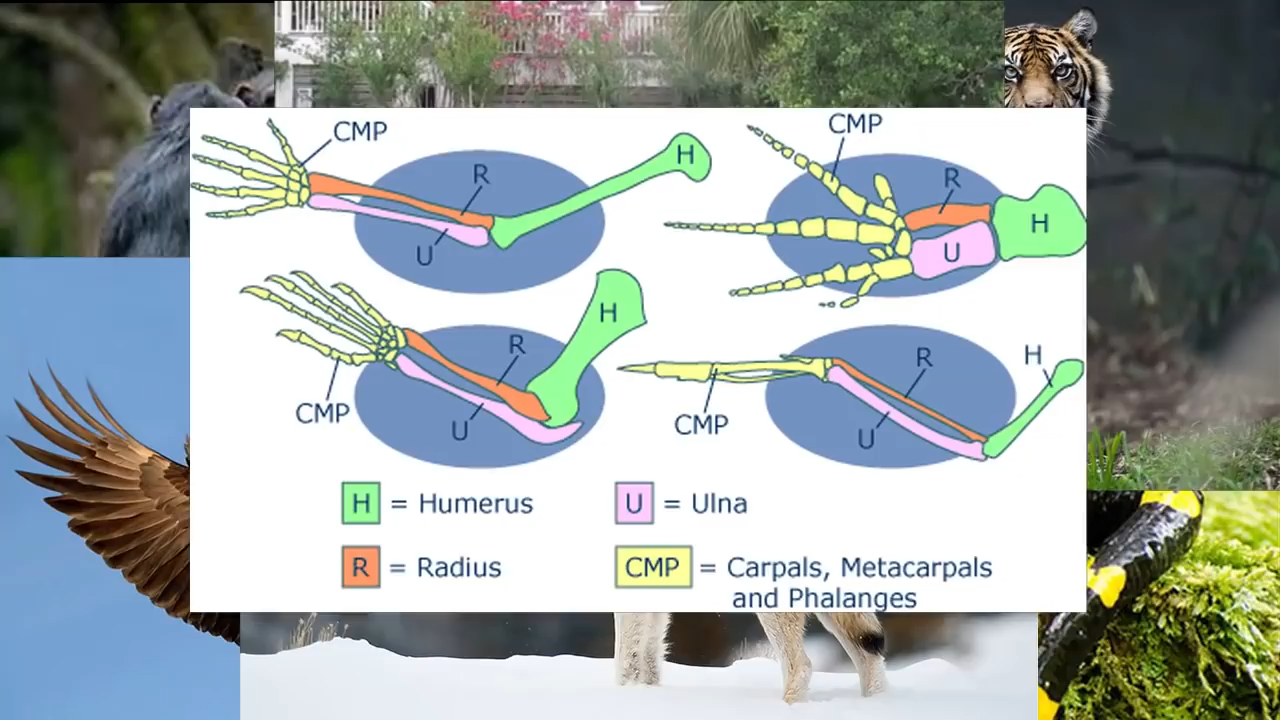 CMP
R
H
U
CMP
R
H
U
H
R
U
CMP
R
H
U
CMP
H = Humerus
U = Ulna
R = Radius
CMP = Carpals, Metacarpals
and Phalanges